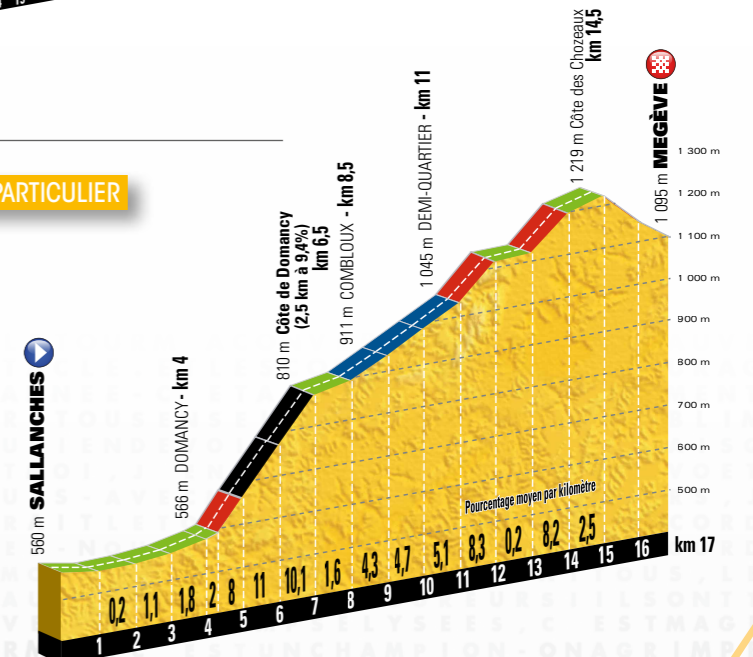 PARTICULIER
560 m SALLANCHES
566 m DOMANCY - km 4
810 m Côte de Domancy
(2,5 km à 9,4%)
km 6,5
911 m COMBLOUX - km 8,5
1 045 m DEMI-QUARTIER - km 11
1 219 m Côte des Chozeaux
km 14,5
1 095 m MEGÈVE
1 300 m
1 200 m
1 100 m
1 000 m
900 m
800 m
700 m
600 m
500 m
Pourcentage moyen par kilomètre
0,2 1,1 1,8 2 8 11 10,1 1,6 4,3 4,7 5,1 8,3 0,2 8,2 2,5
1 2 3 4 5 6 7 8 9 10 11 12 13 14 15 16 km 17